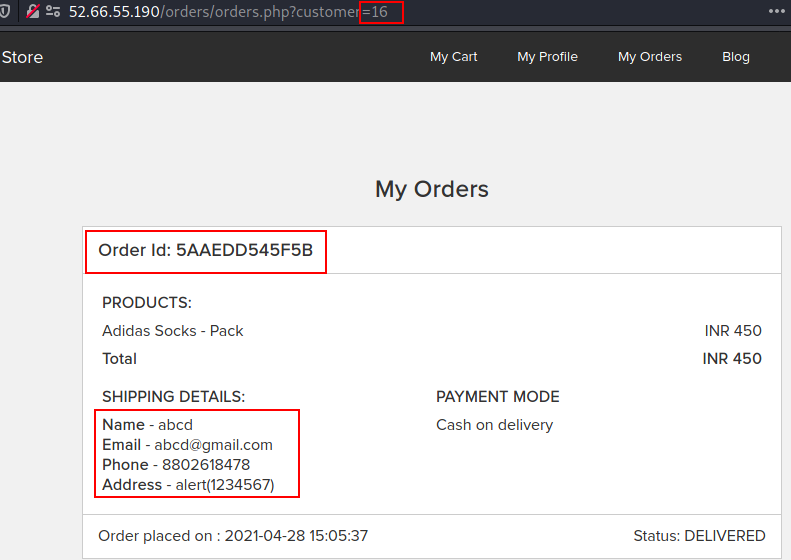 52.66.55.190/orders/orders.php?customer=16
Store My Cart My Profile My Orders Blog
My Orders
Order Id: 5AAEDD545F5B
PRODUCTS:
Adidas Socks - Pack INR 450
Total INR 450
SHIPPING DETAILS: PAYMENT MODE
Name - abcd Cash on delivery
Email - abcd@gmail.com
Phone - 8802618478
Address - alert(1234567)
Order placed on : 2021-04-28 15:05:37 Status: DELIVERED